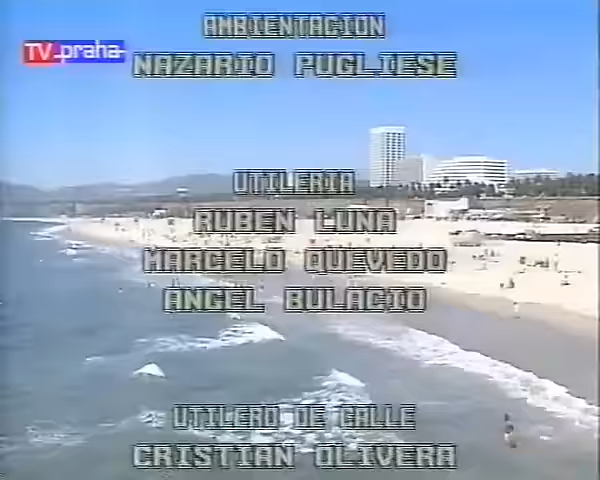 AMBIENTACION
TV praha
NAZARIO PUGLIESE
UTILERIA
RUBEN LUNA
MARCELO QUEVEDO
ANGEL BULACIO
UTILERO DE CALLE
CRISTIAN OLIVERA